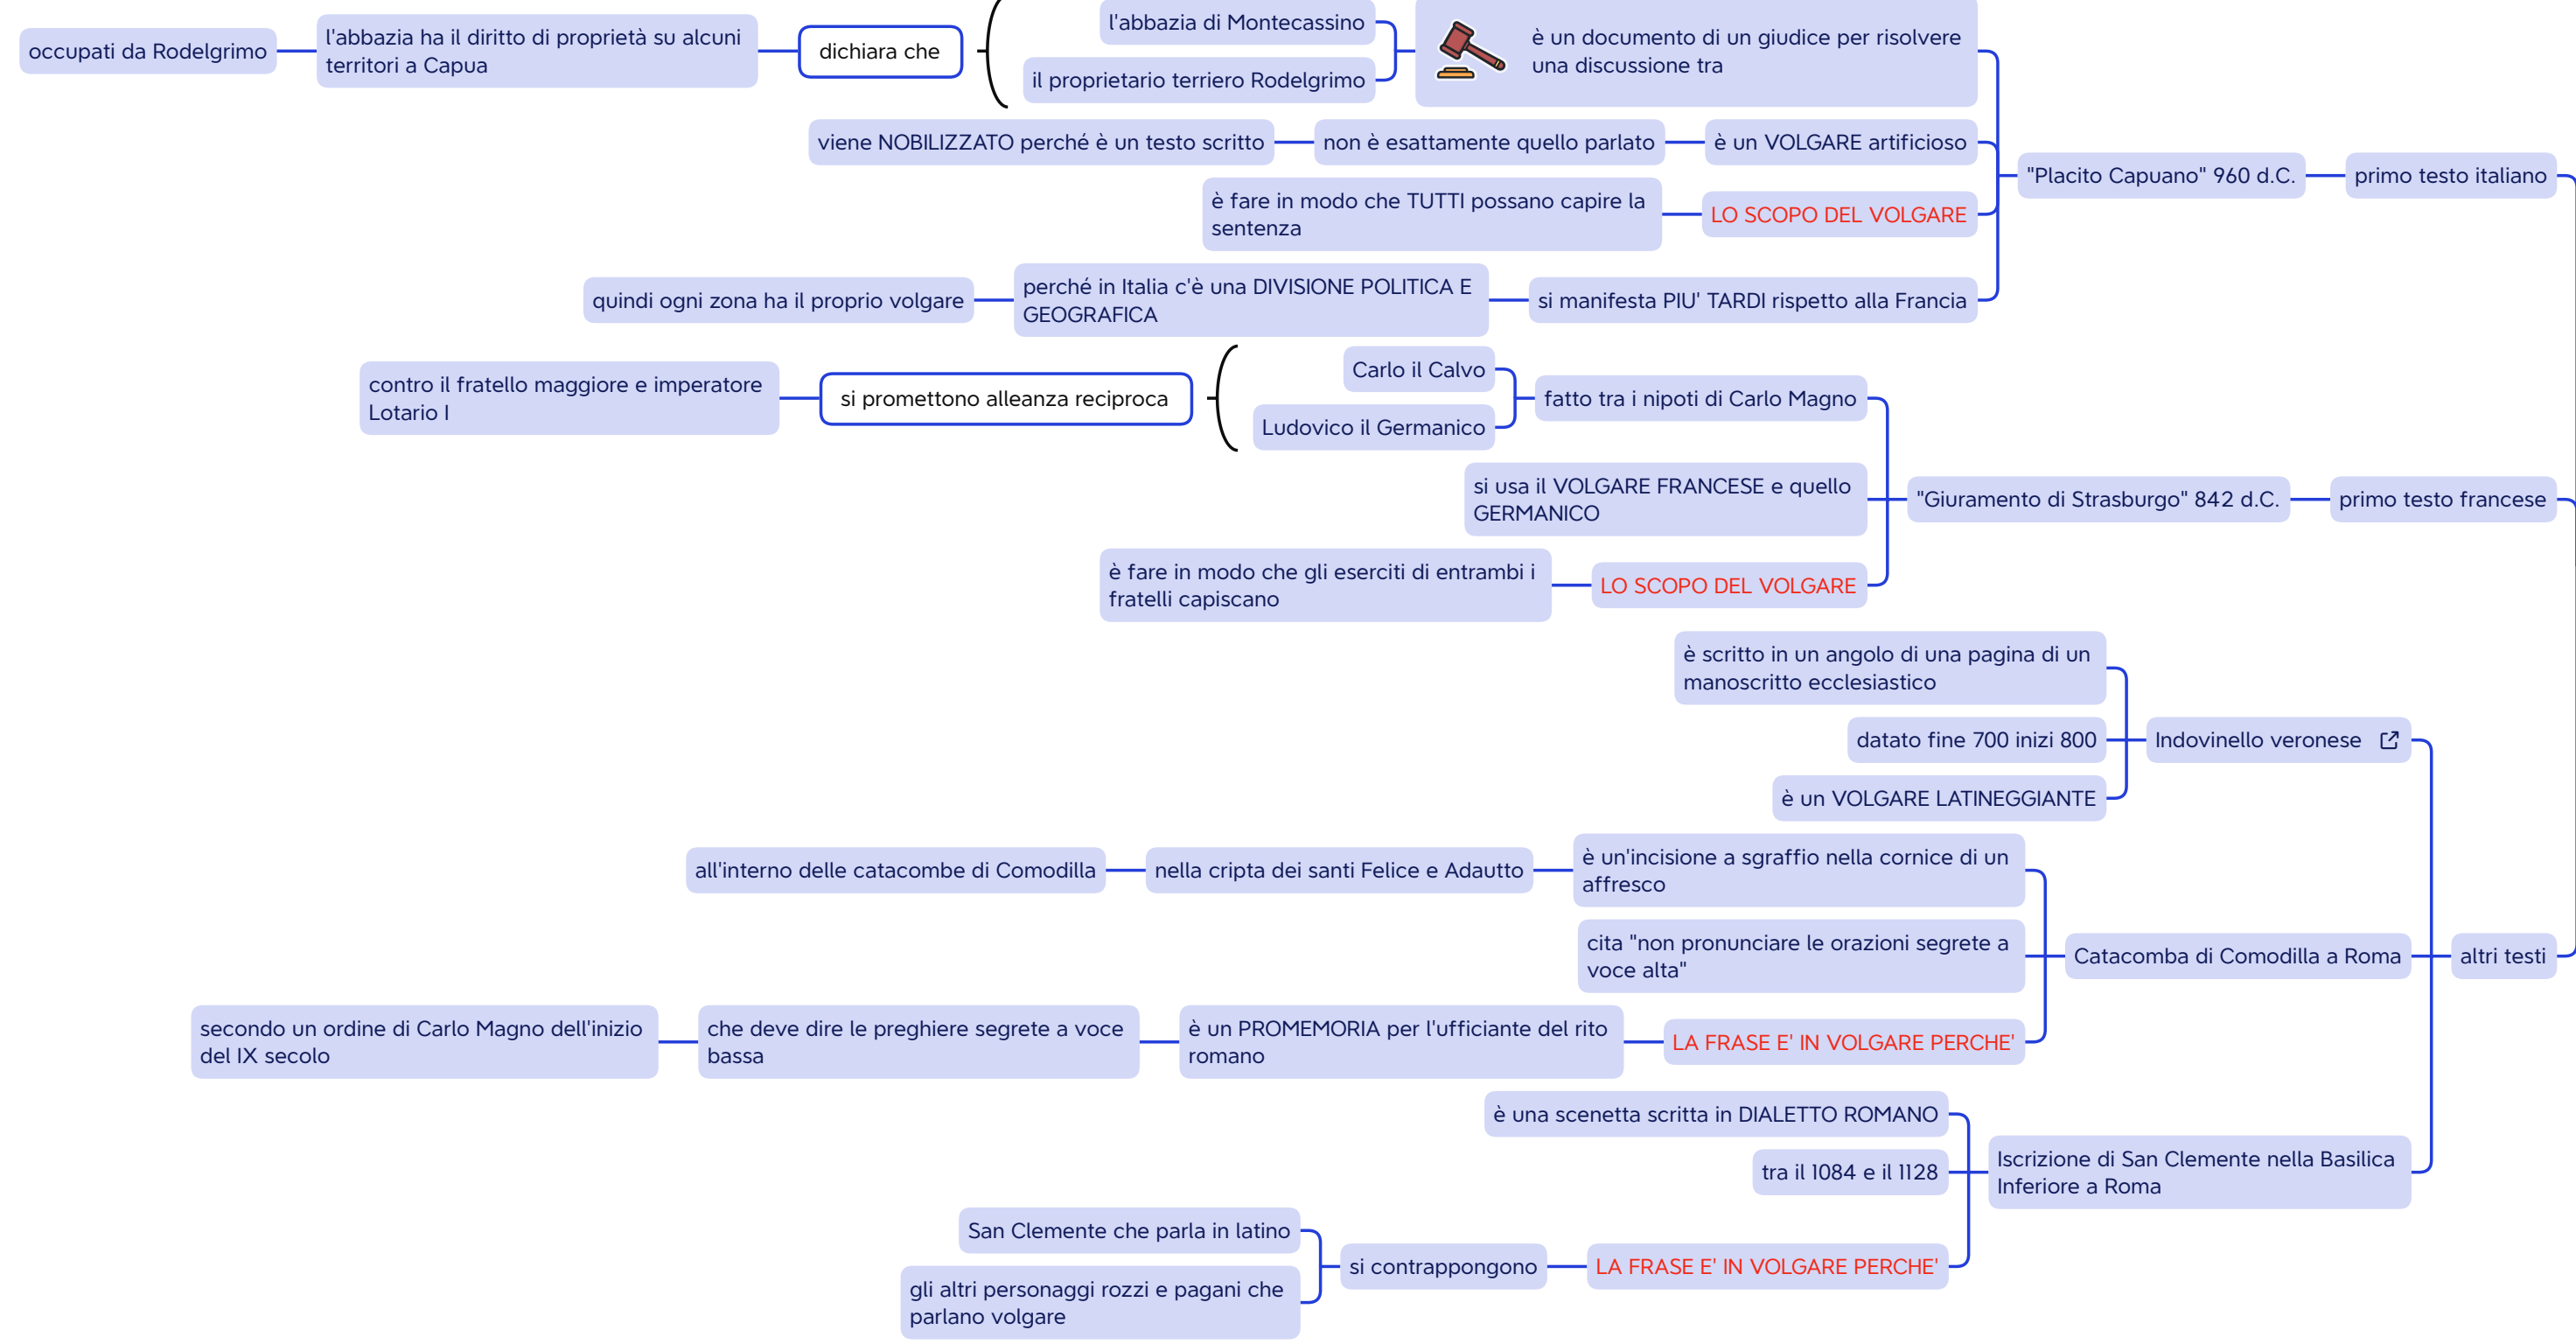 primo testo italiano
"Placito Capuano" 960 d.C.
è un documento di un giudice per risolvere
una discussione tra
l'abbazia di Montecassino
il proprietario terriero Rodelgrimo
dichiara che
l'abbazia ha il diritto di proprietà su alcuni
territori a Capua
occupati da Rodelgrimo
è un VOLGARE artificioso
non è esattamente quello parlato
viene NOBILIZZATO perché è un testo scritto
LO SCOPO DEL VOLGARE
è fare in modo che TUTTI possano capire la
sentenza
si manifesta PIU' TARDI rispetto alla Francia
perché in Italia c'è una DIVISIONE POLITICA E
GEOGRAFICA
quindi ogni zona ha il proprio volgare
primo testo francese
"Giuramento di Strasburgo" 842 d.C.
fatto tra i nipoti di Carlo Magno
Carlo il Calvo
Ludovico il Germanico
si promettono alleanza reciproca
contro il fratello maggiore e imperatore
Lotario I
si usa il VOLGARE FRANCESE e quello
GERMANICO
LO SCOPO DEL VOLGARE
è fare in modo che gli eserciti di entrambi i
fratelli capiscano
altri testi
Indovinello veronese
è scritto in un angolo di una pagina di un
manoscritto ecclesiastico
datato fine 700 inizi 800
è un VOLGARE LATINEGGIANTE
Catacomba di Comodilla a Roma
è un'incisione a sgraffio nella cornice di un
affresco
nella cripta dei santi Felice e Adautto
all'interno delle catacombe di Comodilla
cita "non pronunciare le orazioni segrete a
voce alta"
LA FRASE E' IN VOLGARE PERCHE'
è un PROMEMORIA per l'ufficiante del rito
romano
che deve dire le preghiere segrete a voce
bassa
secondo un ordine di Carlo Magno dell'inizio
del IX secolo
Iscrizione di San Clemente nella Basilica
Inferiore a Roma
è una scenetta scritta in DIALETTO ROMANO
tra il 1084 e il 1128
LA FRASE E' IN VOLGARE PERCHE'
si contrappongono
San Clemente che parla in latino
gli altri personaggi rozzi e pagani che
parlano volgare